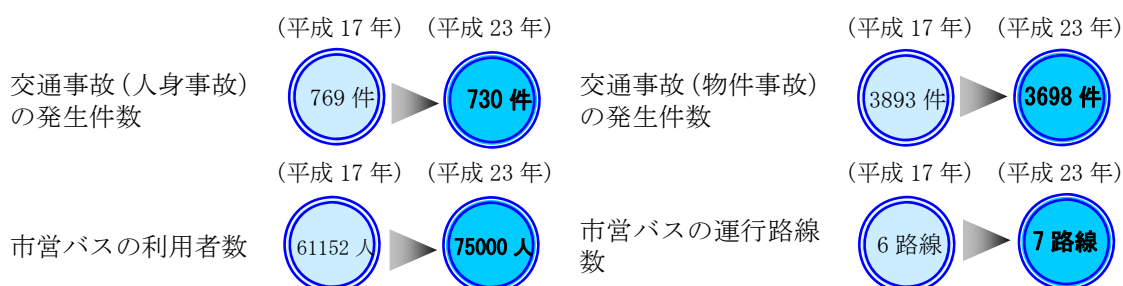 (平成 17 年) (平成 23 年)
交通事故(人身事故)
の発生件数
769 件
730 件
(平成 17 年) (平成 23 年)
交通事故(物件事故)
の発生件数
3893 件
3698 件
(平成 17 年) (平成 23 年)
市営バスの利用者数
61152 人
75000 人
(平成 17 年) (平成 23 年)
市営バスの運行路線
数
6 路線
7 路線